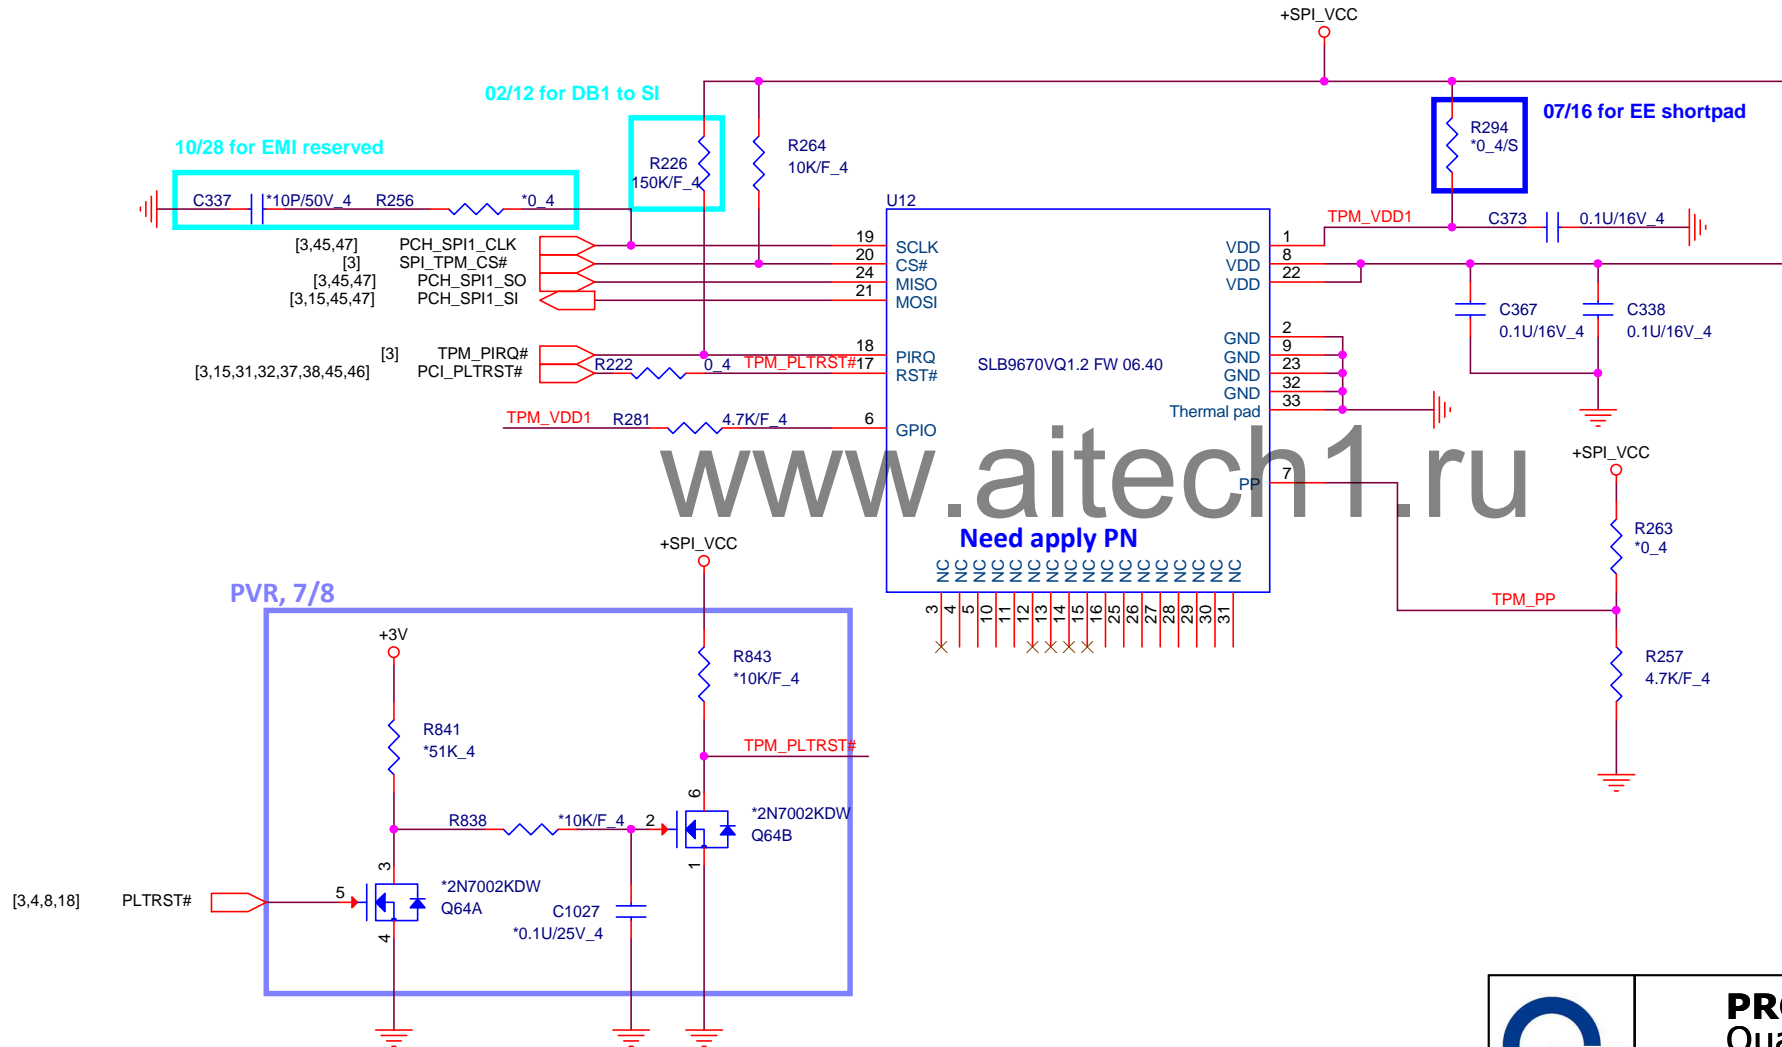 +SPI_VCC
02/12 for DB1 to SI
07/16 for EE shortpad
10/28 for EMI reserved
R226
150K/F_4
R264
10K/F_4
R294
*0_4/S
C337
*10P/50V_4
R256
*0_4
U12
TPM_VDD1
C373
0.1U/16V_4
[3,45,47]
PCH_SPI1_CLK
19
SCLK
VDD
1
[3]
SPI_TPM_CS#
20
CS#
VDD
8
[3,45,47]
PCH_SPI1_SO
24
MISO
VDD
22
[3,15,45,47]
PCH_SPI1_SI
21
MOSI
C367
0.1U/16V_4
C338
0.1U/16V_4
GND
2
[3]
TPM_PIRQ#
18
PIRQ
GND
9
[3,15,31,32,37,38,45,46]
PCI_PLTRST#
R222
0_4
TPM_PLTRST#
17
RST#
SLB9670VQ1.2 FW 06.40
GND
23
GND
32
Thermal pad
33
TPM_VDD1
R281
4.7K/F_4
6
GPIO
www.aitech1.ru
PP
7
+SPI_VCC
R263
*0_4
Need apply PN
NC NC NC NC NC NC NC NC NC NC NC NC NC NC NC NC NC
3 4 5 10 11 12 13 14 15 16 25 26 27 28 29 30 31
TPM_PP
R257
4.7K/F_4
+SPI_VCC
PVR, 7/8
+3V
R843
*10K/F_4
R841
*51K_4
TPM_PLTRST#
R838
*10K/F_4
2
6
1
*2N7002KDW
Q64B
3
[3,4,8,18]
PLTRST#
5
4
*2N7002KDW
Q64A
C1027
*0.1U/25V_4